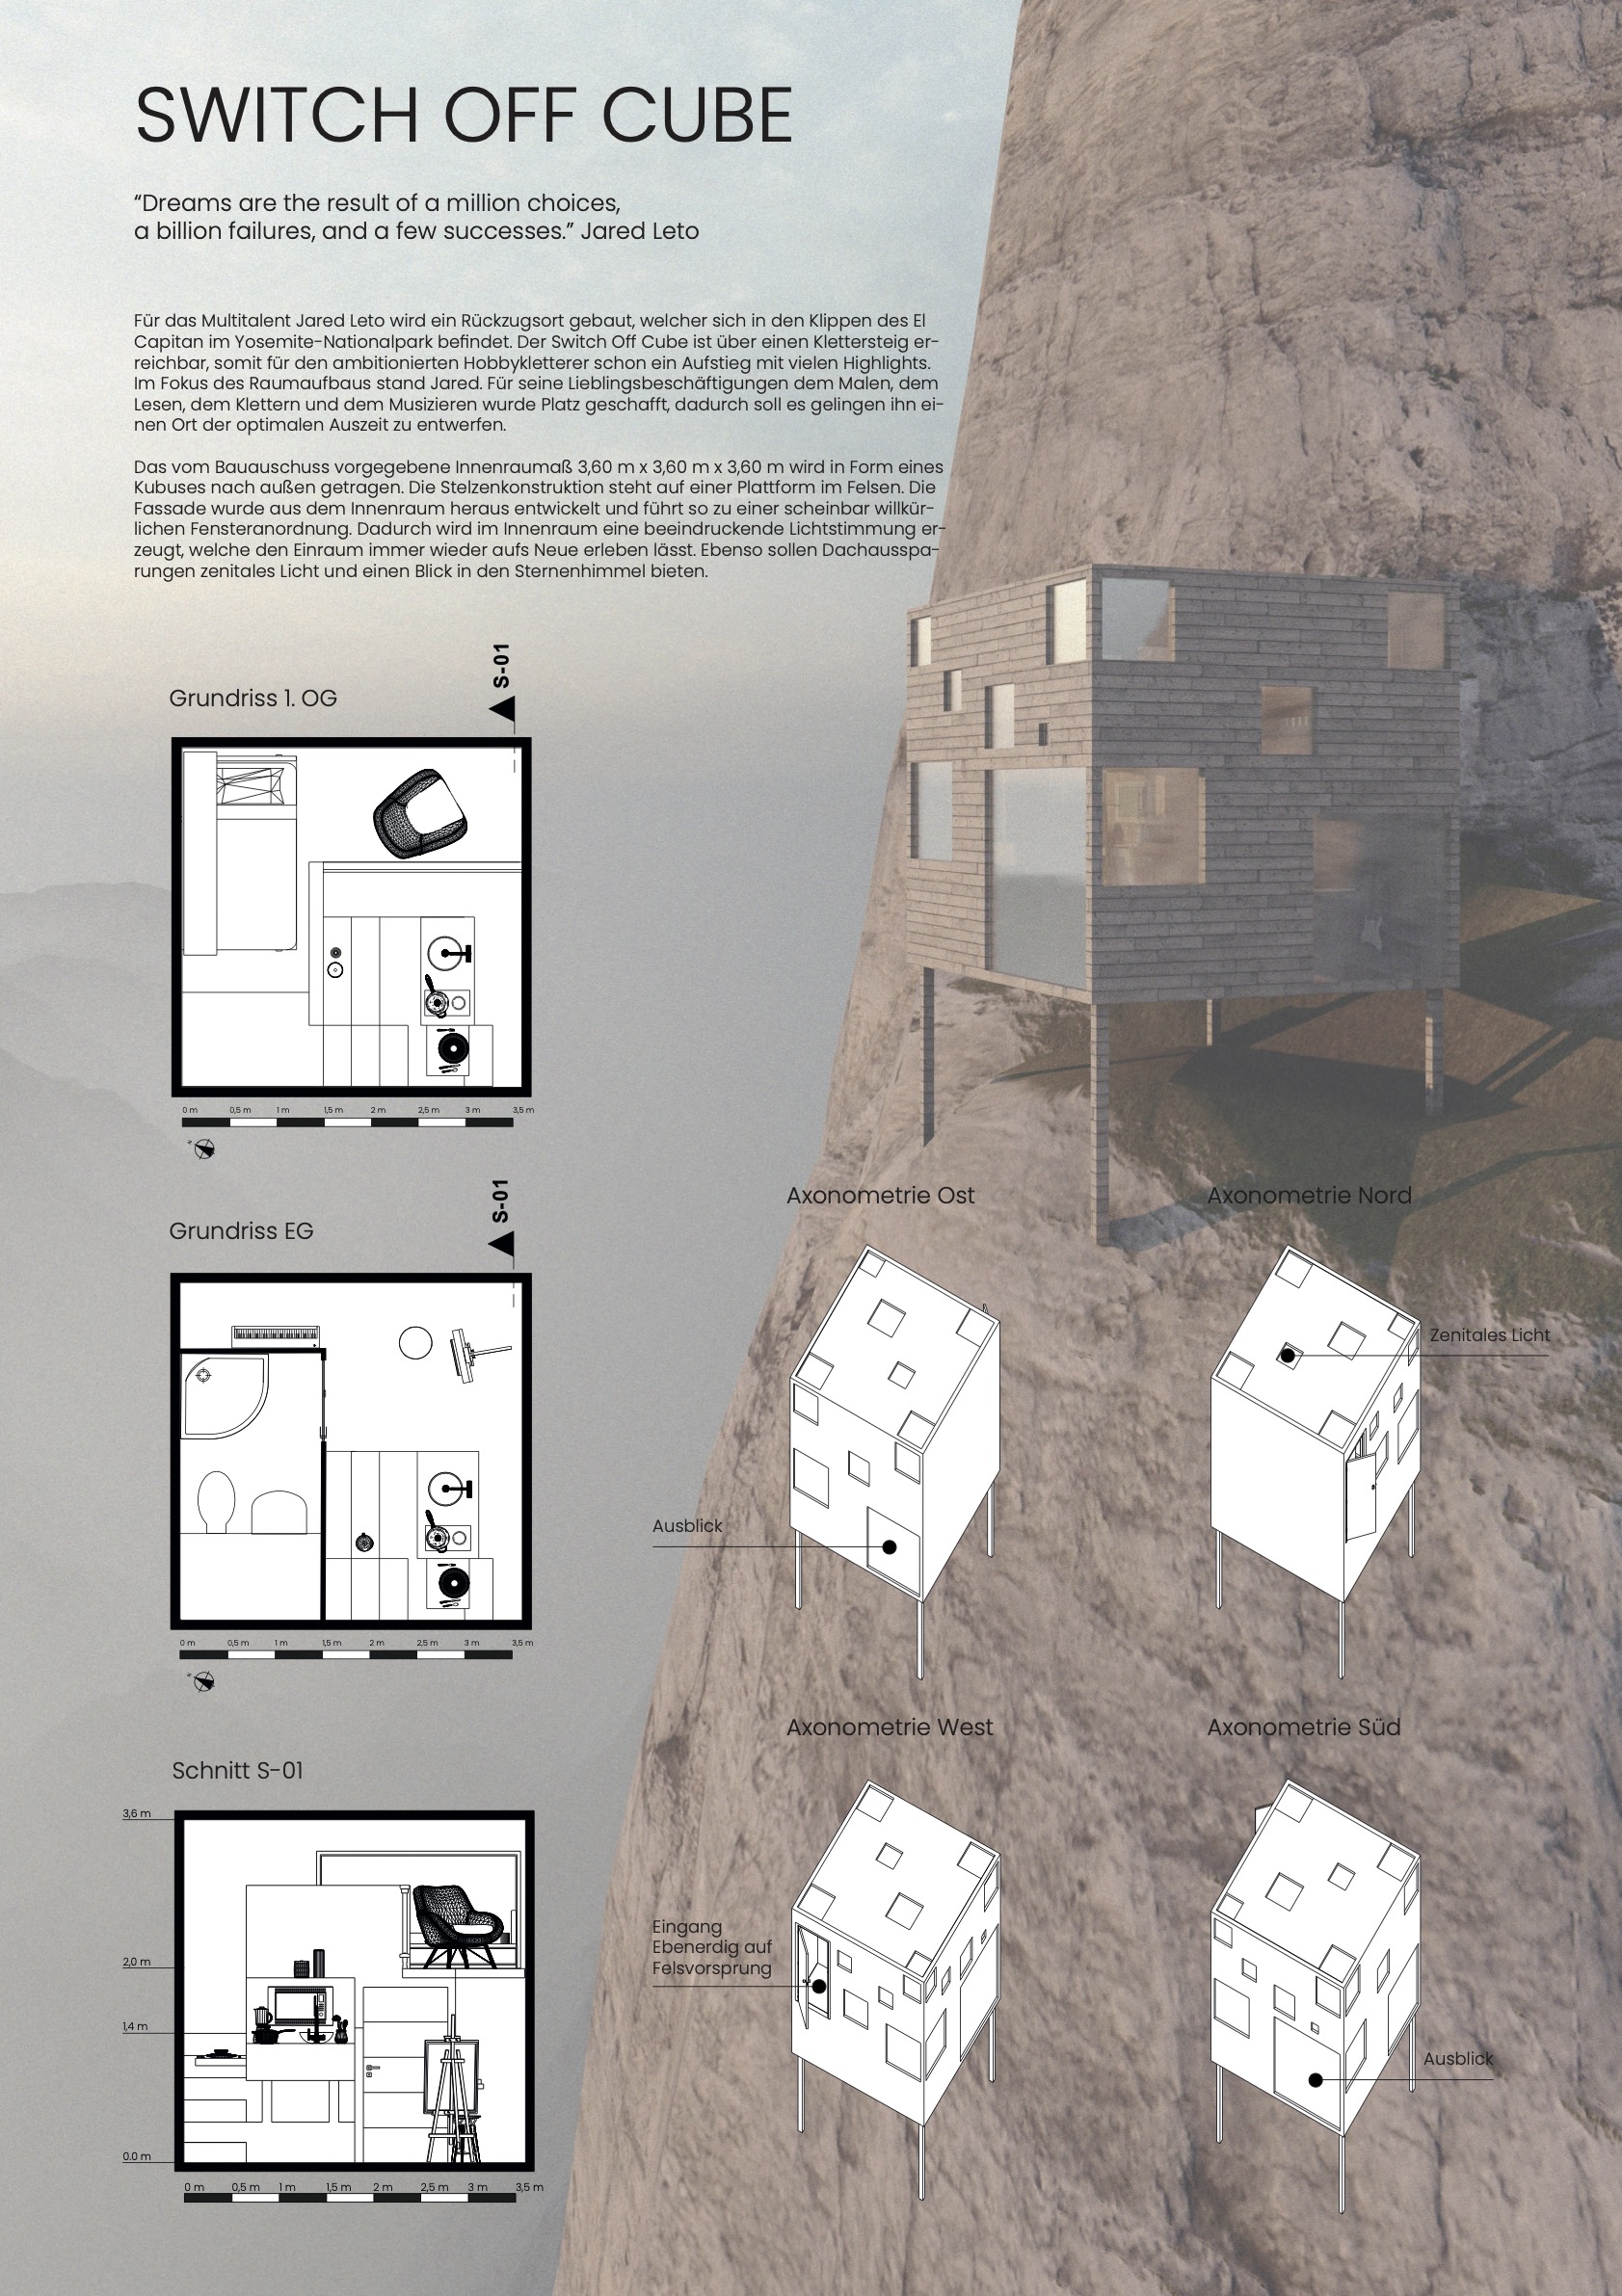 SWITCH OFF CUBE
“Dreams are the result of a million choices,
a billion failures, and a few successes.” Jared Leto
Für das Multitalent Jared Leto wird ein Rückzugsort gebaut, welcher sich in den Klippen des El
Capitan im Yosemite-Nationalpark befindet. Der Switch Off Cube ist über einen Klettersteig er-
reichbar, somit für den ambitionierten Hobbykletterer schon ein Aufstieg mit vielen Highlights.
Im Fokus des Raumaufbaus stand Jared. Für seine Lieblingsbeschäftigungen dem Malen, dem
Lesen, dem Klettern und dem Musizieren wurde Platz geschafft, dadurch soll es gelingen ihn ei-
nen Ort der optimalen Auszeit zu entwerfen.
Das vom Bauauschuss vorgegebene Innenraumaß 3,60 m x 3,60 m x 3,60 m wird in Form eines
Kubuses nach außen getragen. Die Stelzenkonstruktion steht auf einer Plattform im Felsen. Die
Fassade wurde aus dem Innenraum heraus entwickelt und führt so zu einer scheinbar willkür-
lichen Fensteranordnung. Dadurch wird im Innenraum eine beeindruckende Lichtstimmung er-
zeugt, welche den Einraum immer wieder aufs Neue erleben lässt. Ebenso sollen Dachausspa-
rungen zenitales Licht und einen Blick in den Sternenhimmel bieten.
S-01
Grundriss 1. OG
0 m 0,5 m 1 m 1,5 m 2 m 2,5 m 3 m 3,5 m
S-01
Grundriss EG
0 m 0,5 m 1 m 1,5 m 2 m 2,5 m 3 m 3,5 m
Schnitt S-01
3,6 m
2,0 m
1,4 m
0.0 m
0 m 0,5 m 1 m 1,5 m 2 m 2,5 m 3 m 3,5 m
Axonometrie Ost
Ausblick
Axonometrie Nord
Zenitales Licht
Axonometrie West
Eingang
Ebenerdig auf
Felsvorsprung
Axonometrie Süd
Ausblick